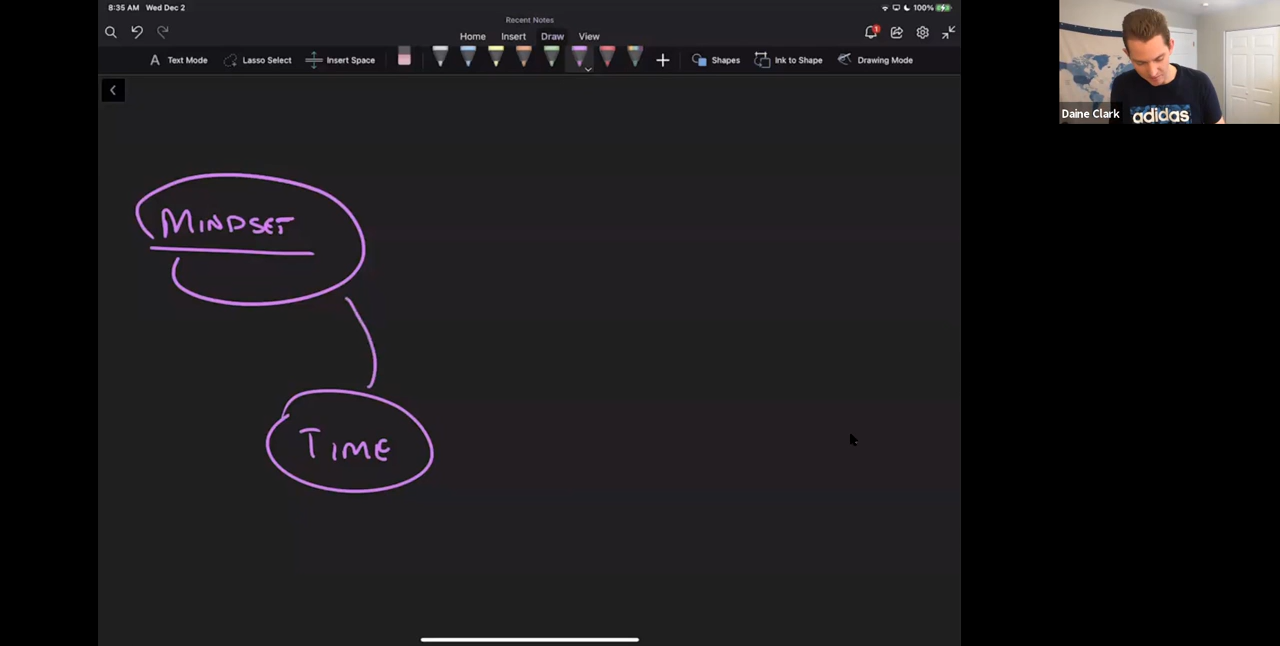 8:35 AM Wed Dec 2
100%
Recent Notes
Home Insert Draw View
1
Text Mode Lasso Select Insert Space Shapes Ink to Shape Drawing Mode
Daine Clark
adidas
MINDSET
TIME